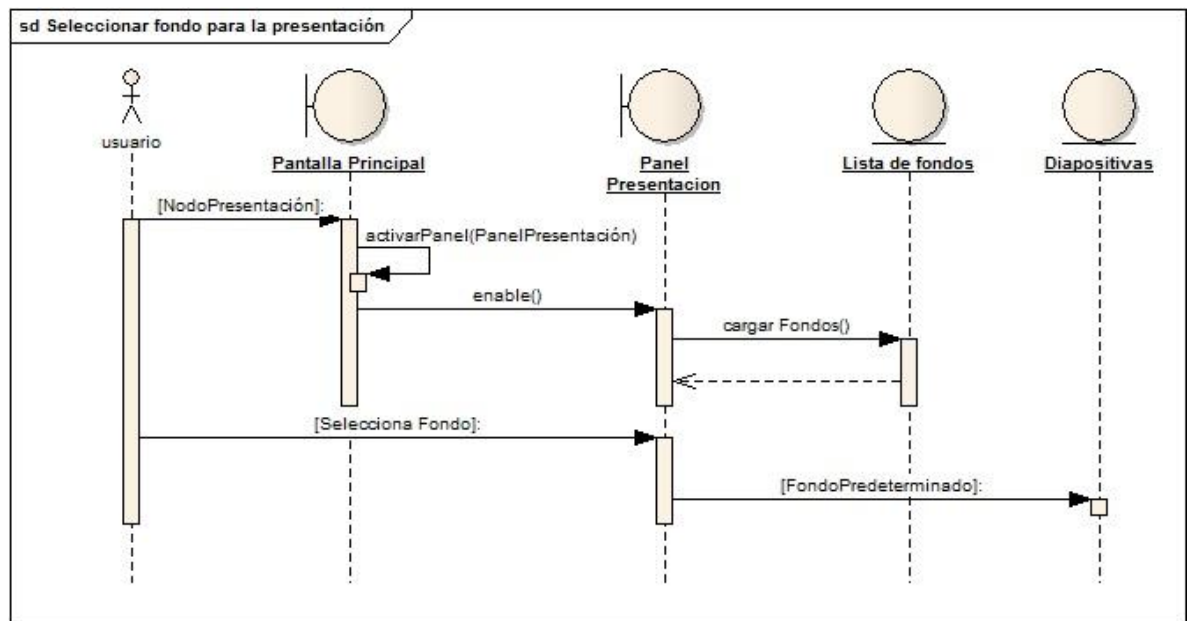 sd Seleccionar fondo para la presentación
usuario
Pantalla Principal
Panel
Presentacion
Lista de fondos
Diapositivas
[NodoPresentación]:
activarPanel(PanelPresentación)
enable()
cargar Fondos()
[Selecciona Fondo]:
[FondoPredeterminado]: